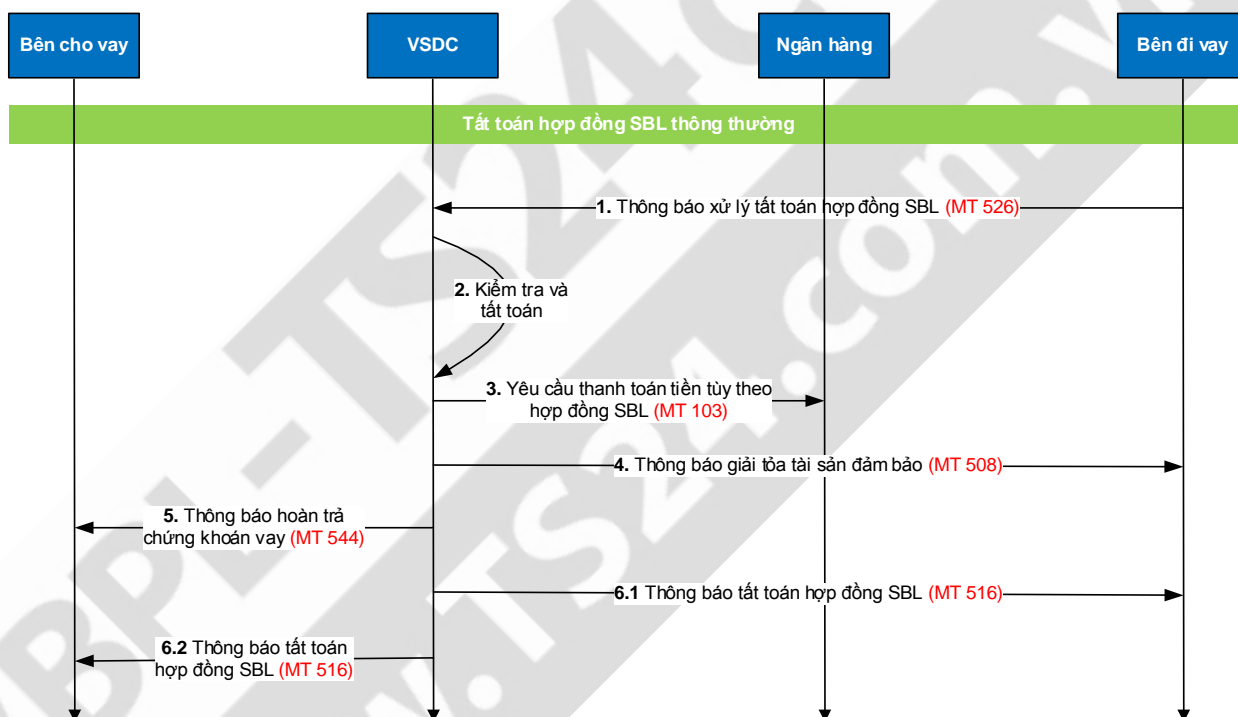 Bên cho vay
VSDC
Ngân hàng
Bên đi vay
Tất toán hợp đồng SBL thông thường
1. Thông báo xử lý tất toán hợp đồng SBL (MT 526)
2. Kiểm tra và
tất toán
3. Yêu cầu thanh toán tiền tùy theo
hợp đồng SBL (MT 103)
4. Thông báo giải tỏa tài sản đảm bảo (MT 508)
5. Thông báo hoàn trả
chứng khoán vay (MT 544)
6.1 Thông báo tất toán hợp đồng SBL (MT 516)
6.2 Thông báo tất toán
hợp đồng SBL (MT 516)